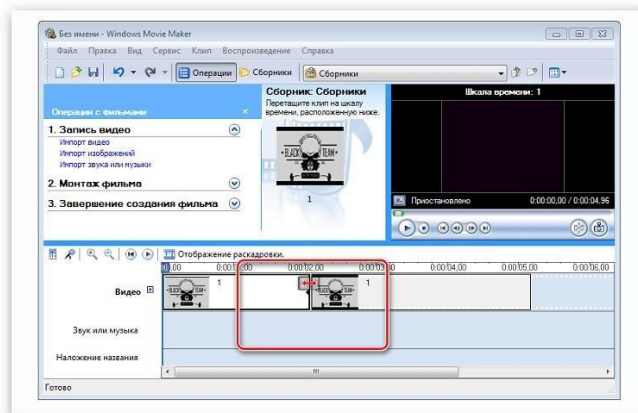 Без имени - Windows Movie Maker
Файл Правка Вид Сервис Клип Воспроизведение Справка
Операции Сборники Сборники
Операции с фильмами
1. Запись видео
Импорт видео
Импорт изображений
Импорт звука или музыки
2. Монтаж фильма
3. Завершение создания фильма
Сборник: Сборники
Перетащите клип на шкалу
времени, расположенную ниже.
BLACK TEAM
1
Шкала времени: 1
Приостановлено 0:00:00,00 / 0:00:04,96
Отображение раскадровки.
0:00:02,00 0:00:03,00 0:00:04,00 0:00:05,00 0:00:06,00
Видео 1 1
Звук или музыка
Наложение названия
Готово